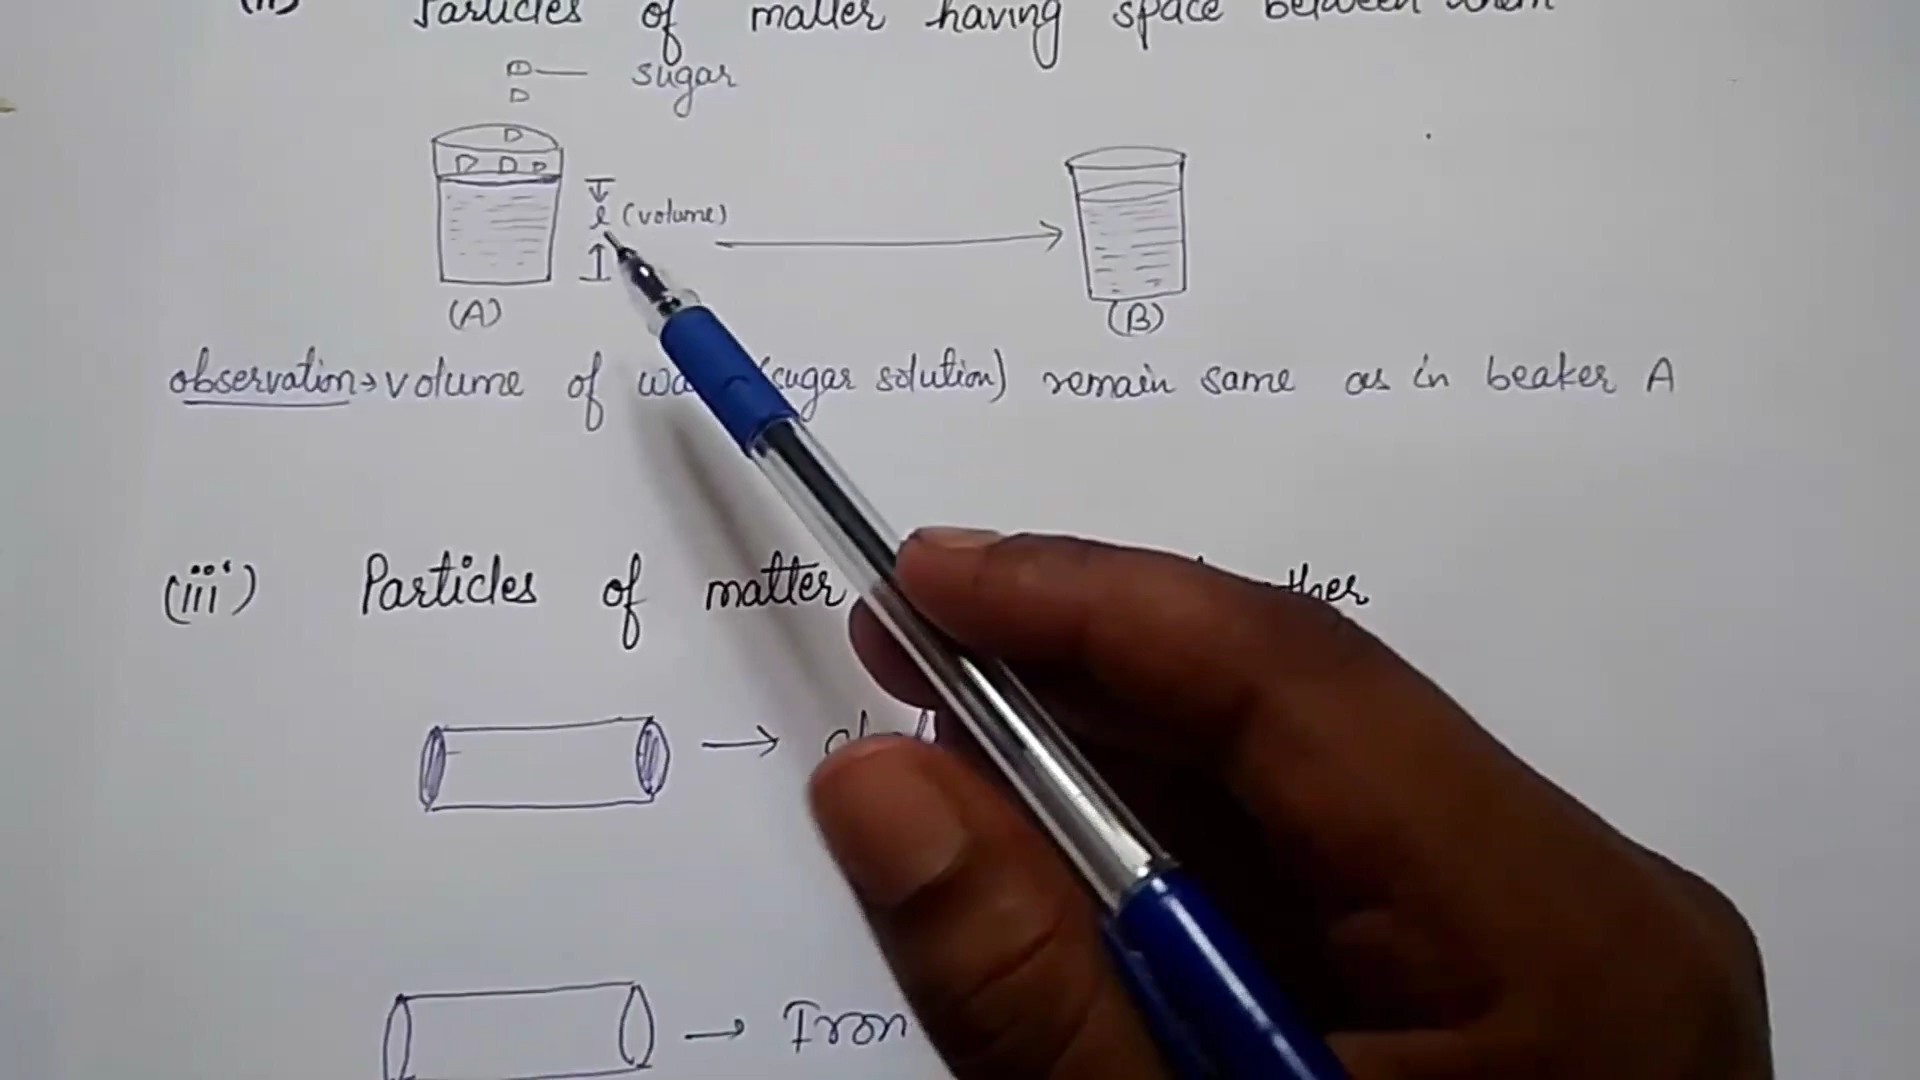 (ii) Particles of matter having space between them
sugar
l (volume)
(A)
(B)
observation→ volume of (sugar solution) remain same as in beaker A
(iii) Particles of matter
→
→ Iron